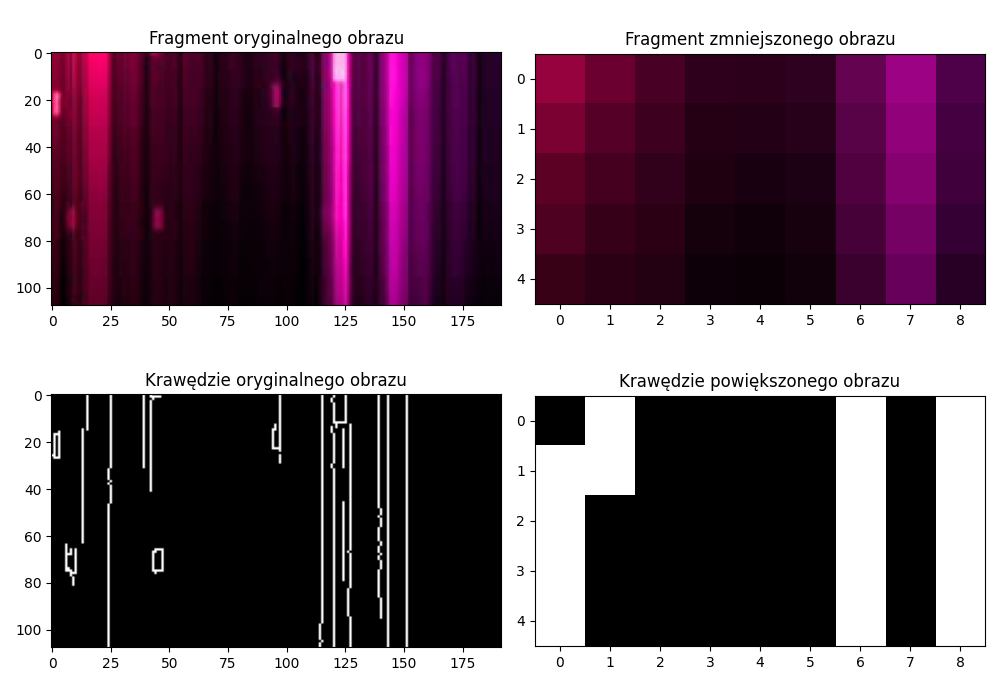 Fragment oryginalnego obrazu
0
20
40
60
80
100
0 25 50 75 100 125 150 175
Fragment zmniejszonego obrazu
0
1
2
3
4
0 1 2 3 4 5 6 7 8
Krawędzie oryginalnego obrazu
0
20
40
60
80
100
0 25 50 75 100 125 150 175
Krawędzie powiększonego obrazu
0
1
2
3
4
0 1 2 3 4 5 6 7 8